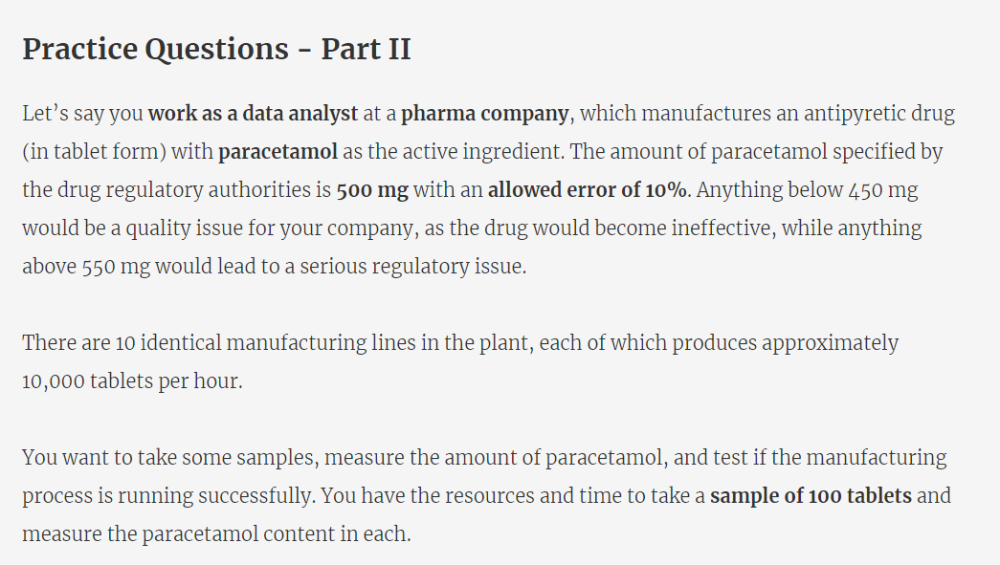 Practice Questions - Part II
Let’s say you work as a data analyst at a pharma company, which manufactures an antipyretic drug
(in tablet form) with paracetamol as the active ingredient. The amount of paracetamol specified by
the drug regulatory authorities is 500 mg with an allowed error of 10%. Anything below 450 mg
would be a quality issue for your company, as the drug would become ineffective, while anything
above 550 mg would lead to a serious regulatory issue.
There are 10 identical manufacturing lines in the plant, each of which produces approximately
10,000 tablets per hour.
You want to take some samples, measure the amount of paracetamol, and test if the manufacturing
process is running successfully. You have the resources and time to take a sample of 100 tablets and
measure the paracetamol content in each.